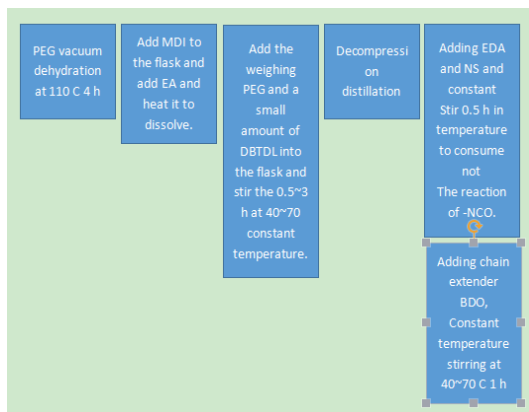 PEG vacuum
dehydration
at 110 C 4 h
Add MDI to
the flask and
add EA and
heat it to
dissolve.
Add the
weighing
PEG and a
small
amount of
DBTDL into
the flask and
stir the 0.5~3
h at 40~70
constant
temperature.
Decompressi
on
distillation
Adding EDA
and NS and
constant
Stir 0.5 h in
temperature
to consume
not
The reaction
of -NCO.
Adding chain
extender
BDO,
Constant
temperature
stirring at
40~70 C 1 h